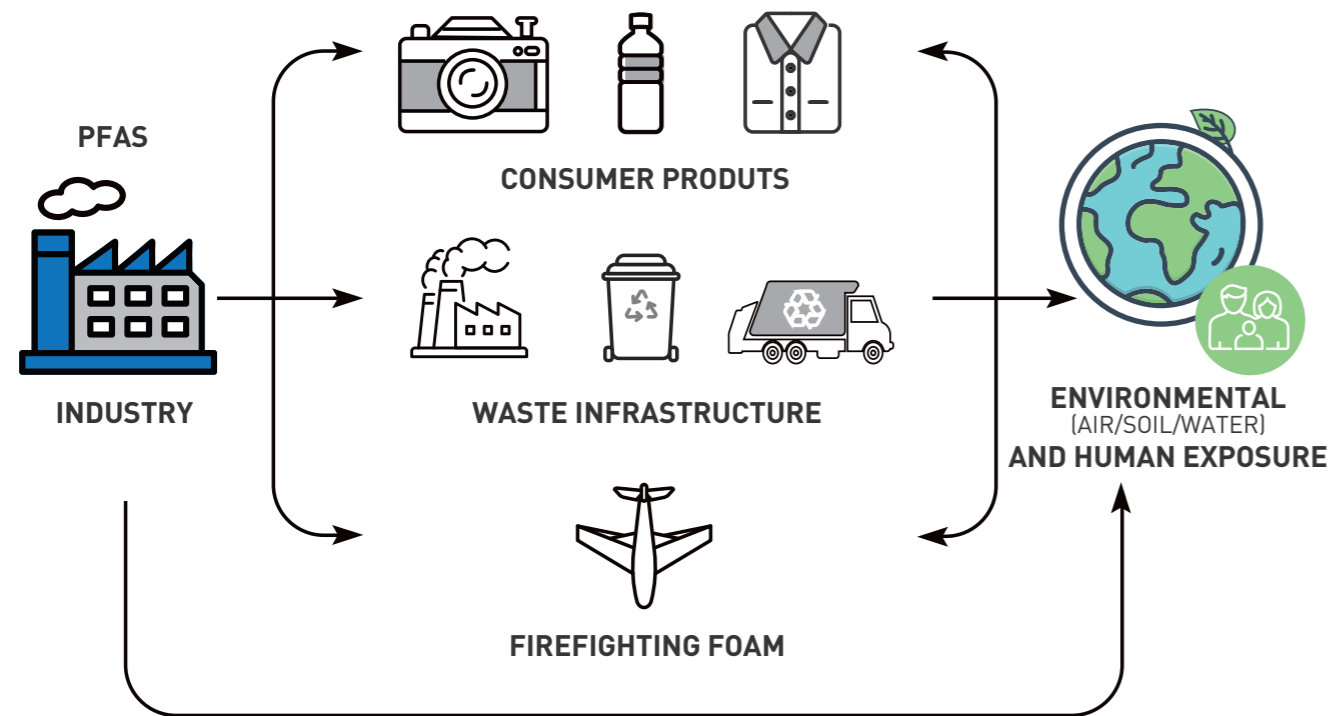 PFAS
INDUSTRY
CONSUMER PRODUTS
WASTE INFRASTRUCTURE
FIREFIGHTING FOAM
ENVIRONMENTAL
(AIR/SOIL/WATER)
AND HUMAN EXPOSURE